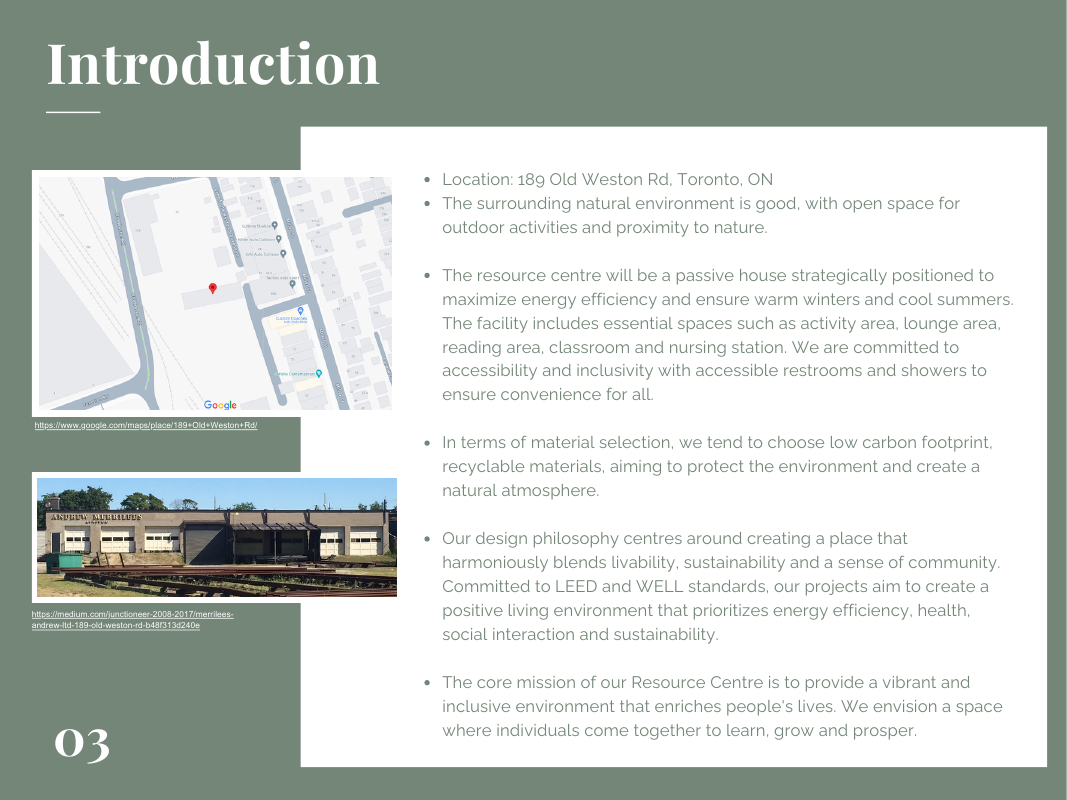 Introduction
Google
https://www.google.com/maps/place/189+Old+Weston+Rd/
ANDREW MERRILEES
https://medium.com/junctioneer-2008-2017/merrilees-
andrew-ltd-189-old-weston-rd-b48f313d240e
03
• Location: 189 Old Weston Rd, Toronto, ON
• The surrounding natural environment is good, with open space for
outdoor activities and proximity to nature.
• The resource centre will be a passive house strategically positioned to
maximize energy efficiency and ensure warm winters and cool summers.
The facility includes essential spaces such as activity area, lounge area,
reading area, classroom and nursing station. We are committed to
accessibility and inclusivity with accessible restrooms and showers to
ensure convenience for all.
• In terms of material selection, we tend to choose low carbon footprint,
recyclable materials, aiming to protect the environment and create a
natural atmosphere.
• Our design philosophy centres around creating a place that
harmoniously blends livability, sustainability and a sense of community.
Committed to LEED and WELL standards, our projects aim to create a
positive living environment that prioritizes energy efficiency, health,
social interaction and sustainability.
• The core mission of our Resource Centre is to provide a vibrant and
inclusive environment that enriches people's lives. We envision a space
where individuals come together to learn, grow and prosper.